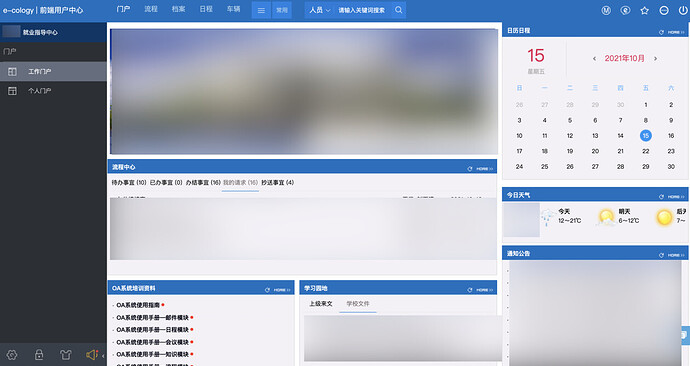 e-cology | 前端用户中心
门户 流程 档案 日程 车辆 常用 人员 请输入关键词搜索
就业指导中心
门户
工作门户
个人门户
流程中心 HOME
待办事宜 (10) 已办事宜 (0) 办结事宜 (16) 我的请求 (16) 抄送事宜 (4)
OA系统培训资料 HOME
· OA系统使用指南
· OA系统使用手册—邮件模块
· OA系统使用手册—日程模块
· OA系统使用手册—会议模块
· OA系统使用手册—知识模块
学习园地 HOME
上级来文 学校文件
日历日程 HOME
15 2021年10月
星期五
日 一 二 三 四 五 六
26 27 28 29 30 1 2
3 4 5 6 7 8 9
10 11 12 13 14 15 16
17 18 19 20 21 22 23
24 25 26 27 28 29 30
今日天气 HOME
今天 明天 后天
12~21℃ 6~12℃ 7~
通知公告 HOME